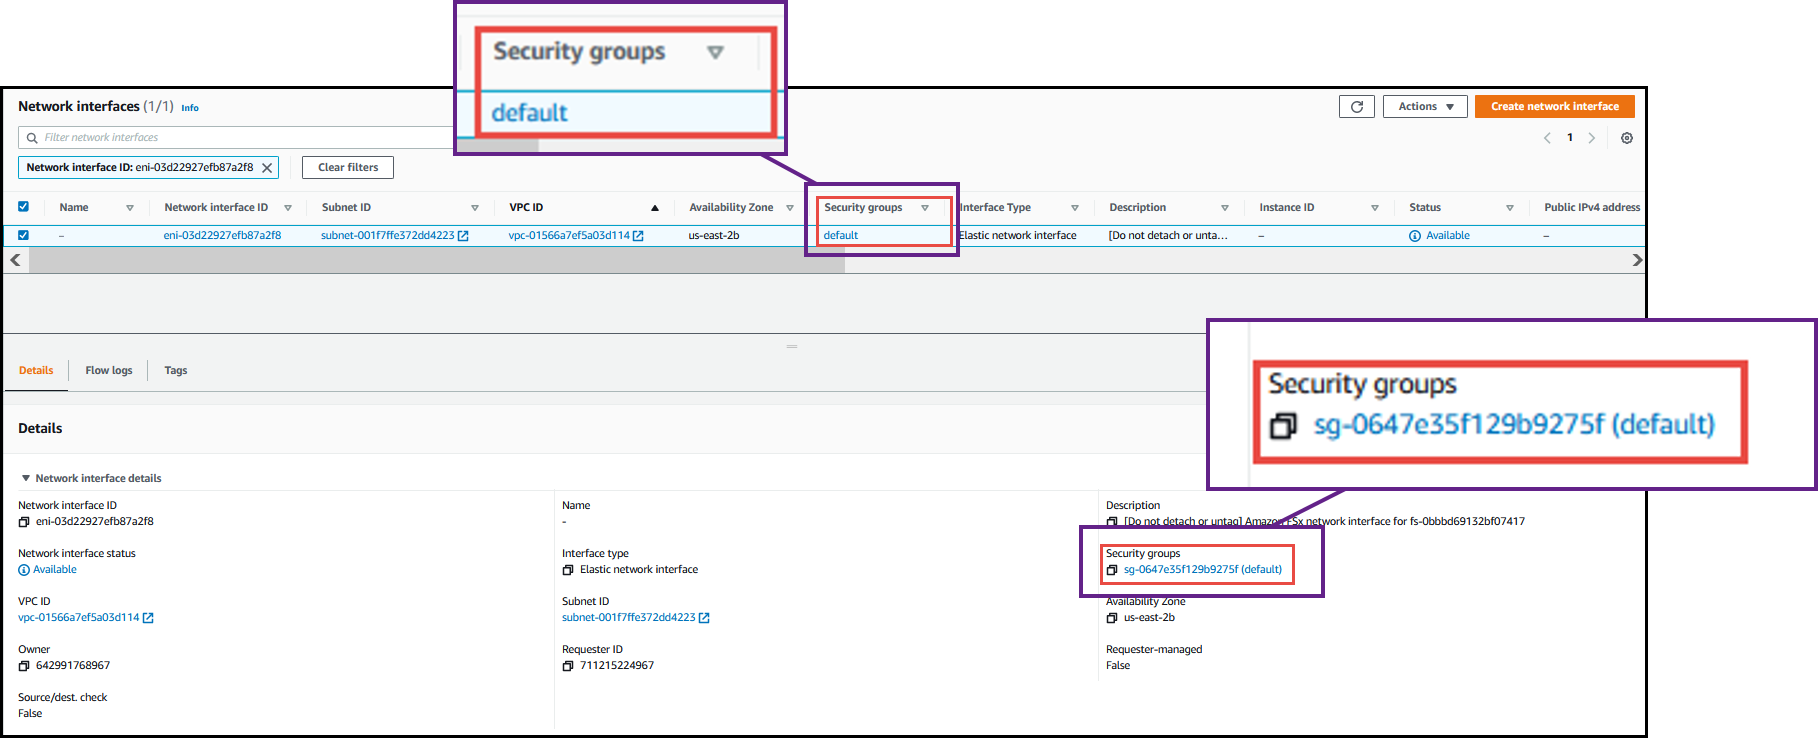 Security groups
default
Network interfaces (1/1) Info
Actions
Create network interface
Filter network interfaces
1
Network interface ID: eni-03d22927efb87a2f8
Clear filters
Name Network interface ID Subnet ID VPC ID Availability Zone Security groups Interface Type Description Instance ID Status Public IPv4 address
– eni-03d22927efb87a2f8 subnet-001f7ffe372dd4223 vpc-01566a7ef5a03d114 us-east-2b default Elastic network interface [Do not detach or unta... – Available –
Details Flow logs Tags
Security groups
sg-0647e35f129b9275f (default)
Details
Network interface details
Network interface ID
eni-03d22927efb87a2f8
Name
-
Description
[Do not detach or untag] Amazon FSx network interface for fs-0bbbd69132bf07417
Network interface status
Available
Interface type
Elastic network interface
Security groups
sg-0647e35f129b9275f (default)
VPC ID
vpc-01566a7ef5a03d114
Subnet ID
subnet-001f7ffe372dd4223
Availability Zone
us-east-2b
Owner
642991768967
Requester ID
711215224967
Requester-managed
False
Source/dest. check
False